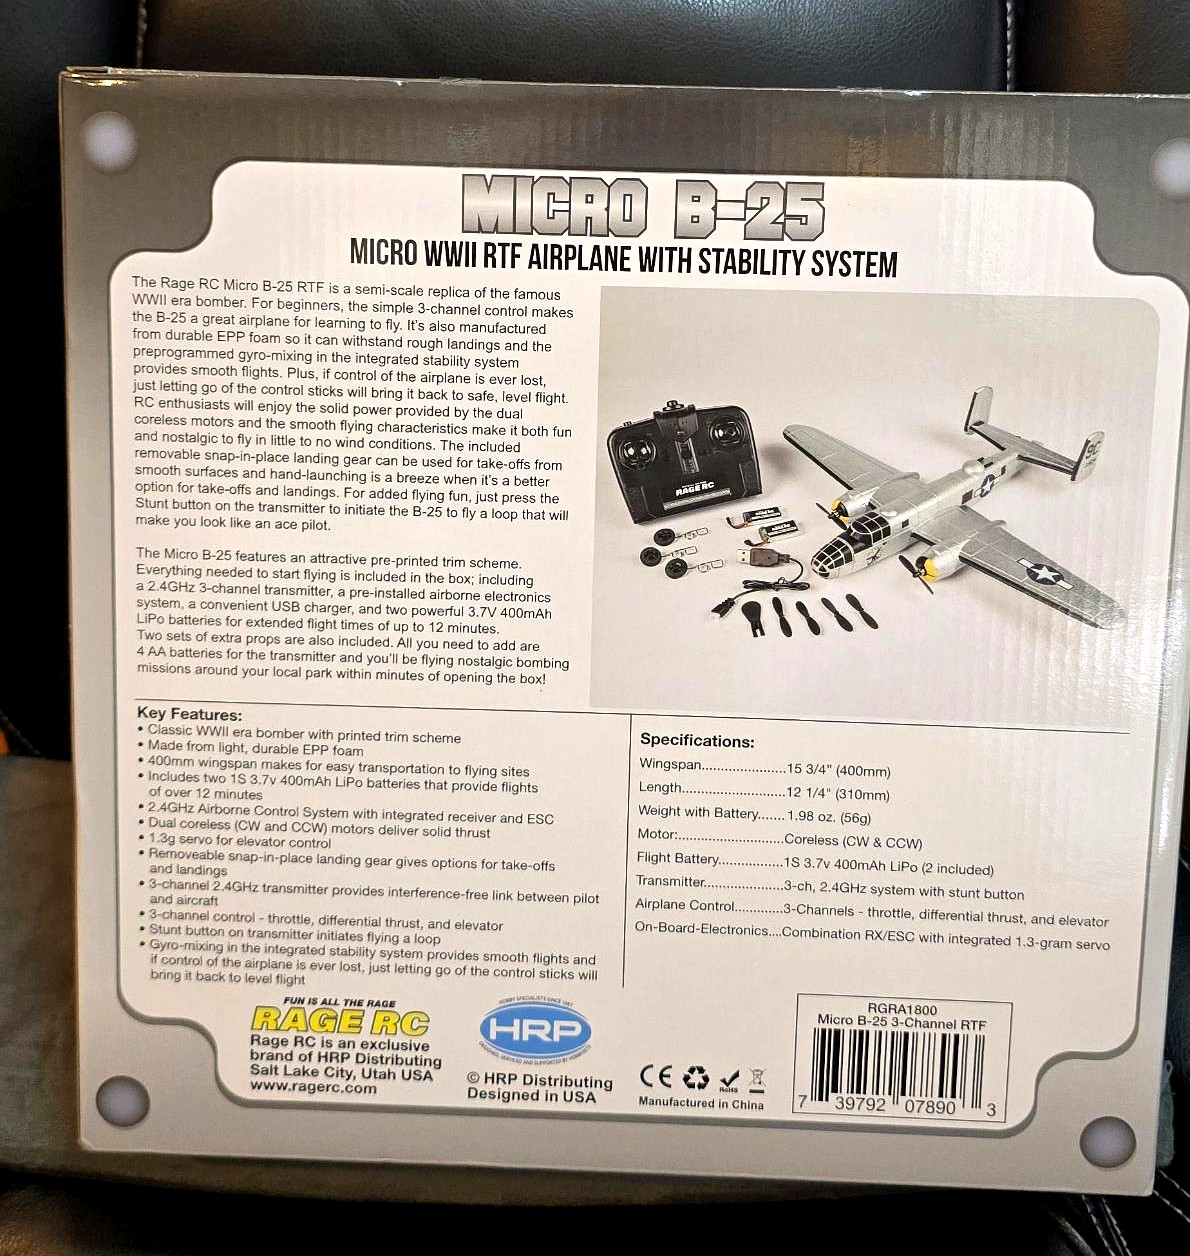 MICRO B-25
MICRO WWII RTF AIRPLANE WITH STABILITY SYSTEM
The Rage RC Micro B-25 RTF is a semi-scale replica of the famous
WWII era bomber. For beginners, the simple 3-channel control makes
the B-25 a great airplane for learning to fly. It's also manufactured
from durable EPP foam so it can withstand rough landings and the
preprogrammed gyro-mixing in the integrated stability system
provides smooth flights. Plus, if control of the airplane is ever lost,
just letting go of the control sticks will bring it back to safe, level flight.
RC enthusiasts will enjoy the solid power provided by the dual
coreless motors and the smooth flying characteristics make it both fun
and nostalgic to fly in little to no wind conditions. The included
removable snap-in-place landing gear can be used for take-offs from
smooth surfaces and hand-launching is a breeze when it's a better
option for take-offs and landings. For added flying fun, just press the
Stunt button on the transmitter to initiate the B-25 to fly a loop that will
make you look like an ace pilot.
The Micro B-25 features an attractive pre-printed trim scheme.
Everything needed to start flying is included in the box; including
a 2.4GHz 3-channel transmitter, a pre-installed airborne electronics
system, a convenient USB charger, and two powerful 3.7V 400mAh
LiPo batteries for extended flight times of up to 12 minutes.
Two sets of extra props are also included. All you need to add are
4 AA batteries for the transmitter and you'll be flying nostalgic bombing
missions around your local park within minutes of opening the box!
RAGE RC
9C
Key Features:
• Classic WWII era bomber with printed trim scheme
• Made from light, durable EPP foam
• 400mm wingspan makes for easy transportation to flying sites
• Includes two 1S 3.7v 400mAh LiPo batteries that provide flights
of over 12 minutes
• 2.4GHz Airborne Control System with integrated receiver and ESC
• Dual coreless (CW and CCW) motors deliver solid thrust
• 1.3g servo for elevator control
• Removeable snap-in-place landing gear gives options for take-offs
and landings
• 3-channel 2.4GHz transmitter provides interference-free link between pilot
and aircraft
• 3-channel control - throttle, differential thrust, and elevator
• Stunt button on transmitter initiates flying a loop
• Gyro-mixing in the integrated stability system provides smooth flights and
if control of the airplane is ever lost, just letting go of the control sticks will
bring it back to level flight
Specifications:
Wingspan......................15 3/4" (400mm)
Length...........................12 1/4" (310mm)
Weight with Battery....... 1.98 oz. (56g)
Motor:............................Coreless (CW & CCW)
Flight Battery.................1S 3.7v 400mAh LiPo (2 included)
Transmitter.....................3-ch, 2.4GHz system with stunt button
Airplane Control.............3-Channels - throttle, differential thrust, and elevator
On-Board-Electronics....Combination RX/ESC with integrated 1.3-gram servo
FUN IS ALL THE RAGE
RAGE RC
Rage RC is an exclusive
brand of HRP Distributing
Salt Lake City, Utah USA
www.ragerc.com
HRP
© HRP Distributing
Designed in USA
CE
RoHS
Manufactured in China
RGRA1800
Micro B-25 3-Channel RTF
7 39792 07890 3